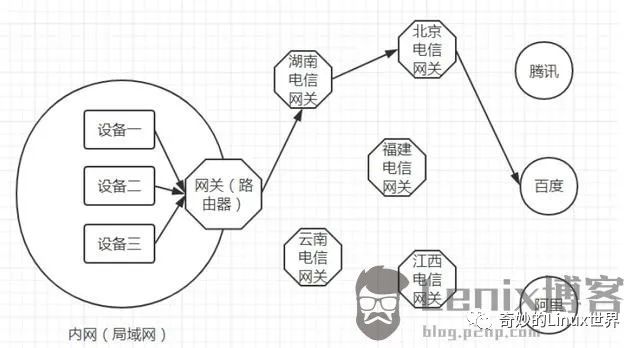 北京
电信
网关
湖南
电信
网关
腾讯
设备一
设备二
设备三
网关（路
由器）
福建
电信
网关
百度
云南
电信
网关
江西
电信
网关
阿里
内网（局域网）
Lenix博客
blog.p2hp.com
奇妙的Linux世界